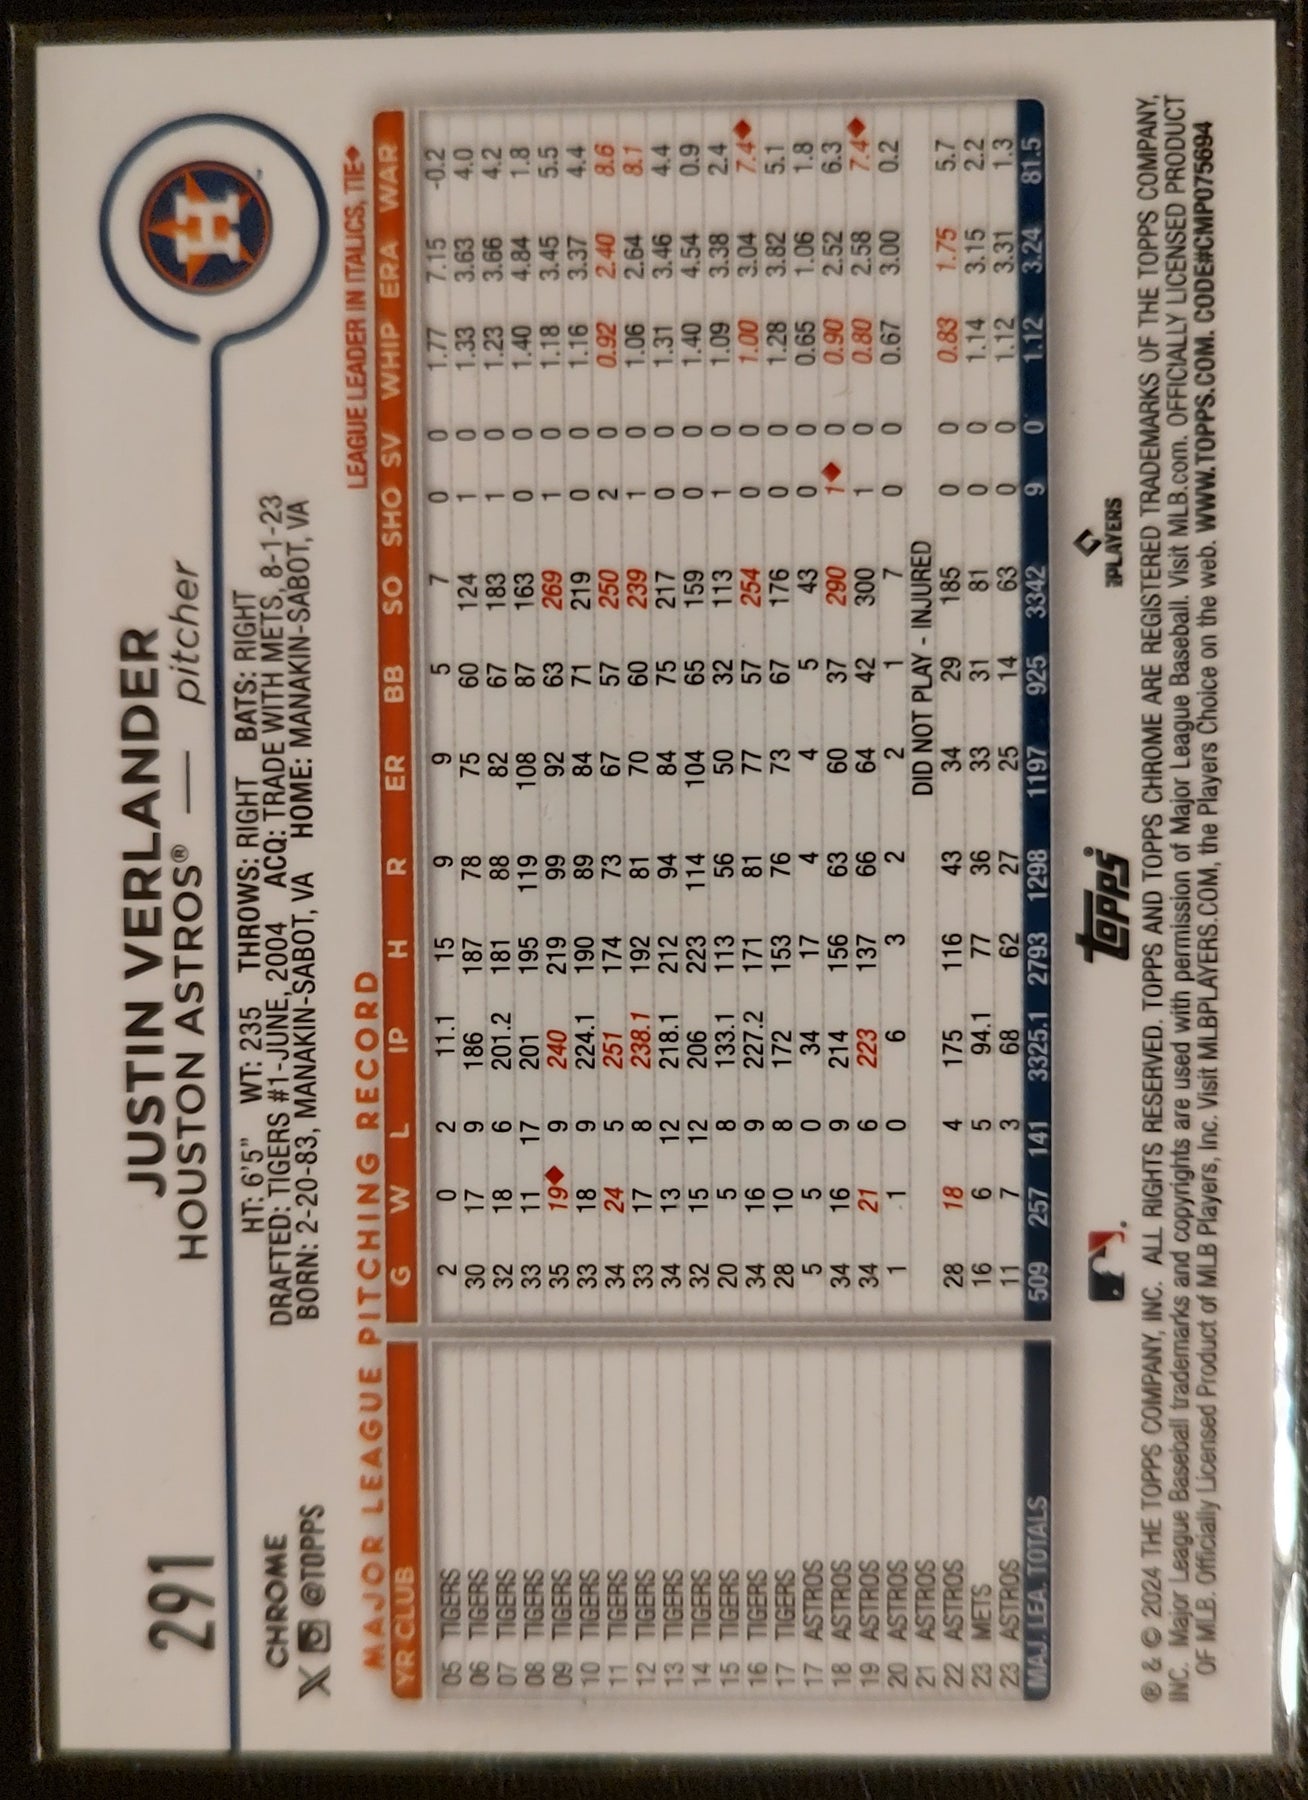 291
JUSTIN VERLANDER
HOUSTON ASTROS® — pitcher
CHROME
@TOPPS
HT: 6'5" WT: 235 THROWS: RIGHT BATS: RIGHT
DRAFTED: TIGERS #1-JUNE, 2004 ACQ: TRADE WITH METS, 8-1-23
BORN: 2-20-83, MANAKIN-SABOT, VA HOME: MANAKIN-SABOT, VA
MAJOR LEAGUE PITCHING RECORD LEAGUE LEADER IN ITALICS, TIE♦
YR CLUB G W L IP H R ER BB SO SHO SV WHIP ERA WAR
05 TIGERS 2 0 2 11.1 15 9 9 5 7 0 0 1.77 7.15 -0.2
06 TIGERS 30 17 9 186 187 78 75 60 124 1 0 1.33 3.63 4.0
07 TIGERS 32 18 6 201.2 181 88 82 67 183 1 0 1.23 3.66 4.2
08 TIGERS 33 11 17 201 195 119 108 87 163 0 0 1.40 4.84 1.8
09 TIGERS 35 19♦ 9 240 219 99 92 63 269 1 0 1.18 3.45 5.5
10 TIGERS 33 18 9 224.1 190 89 84 71 219 0 0 1.16 3.37 4.4
11 TIGERS 34 24 5 251 174 73 67 57 250 2 0 0.92 2.40 8.6
12 TIGERS 33 17 8 238.1 192 81 70 60 239 1 0 1.06 2.64 8.1
13 TIGERS 34 13 12 218.1 212 94 84 75 217 0 0 1.31 3.46 4.4
14 TIGERS 32 15 12 206 223 114 104 65 159 0 0 1.40 4.54 0.9
15 TIGERS 20 5 8 133.1 113 56 50 32 113 1 0 1.09 3.38 2.4
16 TIGERS 34 16 9 227.2 171 81 77 57 254 0 0 1.00 3.04 7.4♦
17 TIGERS 28 10 8 172 153 76 73 67 176 0 0 1.28 3.82 5.1
17 ASTROS 5 5 0 34 17 4 4 5 43 0 0 0.65 1.06 1.8
18 ASTROS 34 16 9 214 156 63 60 37 290 1♦ 0 0.90 2.52 6.3
19 ASTROS 34 21 6 223 137 66 64 42 300 1 0 0.80 2.58 7.4♦
20 ASTROS 1 1 0 6 3 2 2 1 7 0 0 0.67 3.00 0.2
21 ASTROS DID NOT PLAY - INJURED
22 ASTROS 28 18 4 175 116 43 34 29 185 0 0 0.83 1.75 5.7
23 METS 16 6 5 94.1 77 36 33 31 81 0 0 1.14 3.15 2.2
23 ASTROS 11 7 3 68 62 27 25 14 63 0 0 1.12 3.31 1.3
MAJ. LEA. TOTALS 509 257 141 3325.1 2793 1298 1197 925 3342 9 0 1.12 3.24 81.5
topps® MLBPLAYERS
® & © 2024 THE TOPPS COMPANY, INC. ALL RIGHTS RESERVED. TOPPS AND TOPPS CHROME ARE REGISTERED TRADEMARKS OF THE TOPPS COMPANY,
INC. Major League Baseball trademarks and copyrights are used with permission of Major League Baseball. Visit MLB.com. OFFICIALLY LICENSED PRODUCT
OF MLB. Officially Licensed Product of MLB Players, Inc. Visit MLBPLAYERS.COM, the Players Choice on the web. WWW.TOPPS.COM. CODE#CMP075694